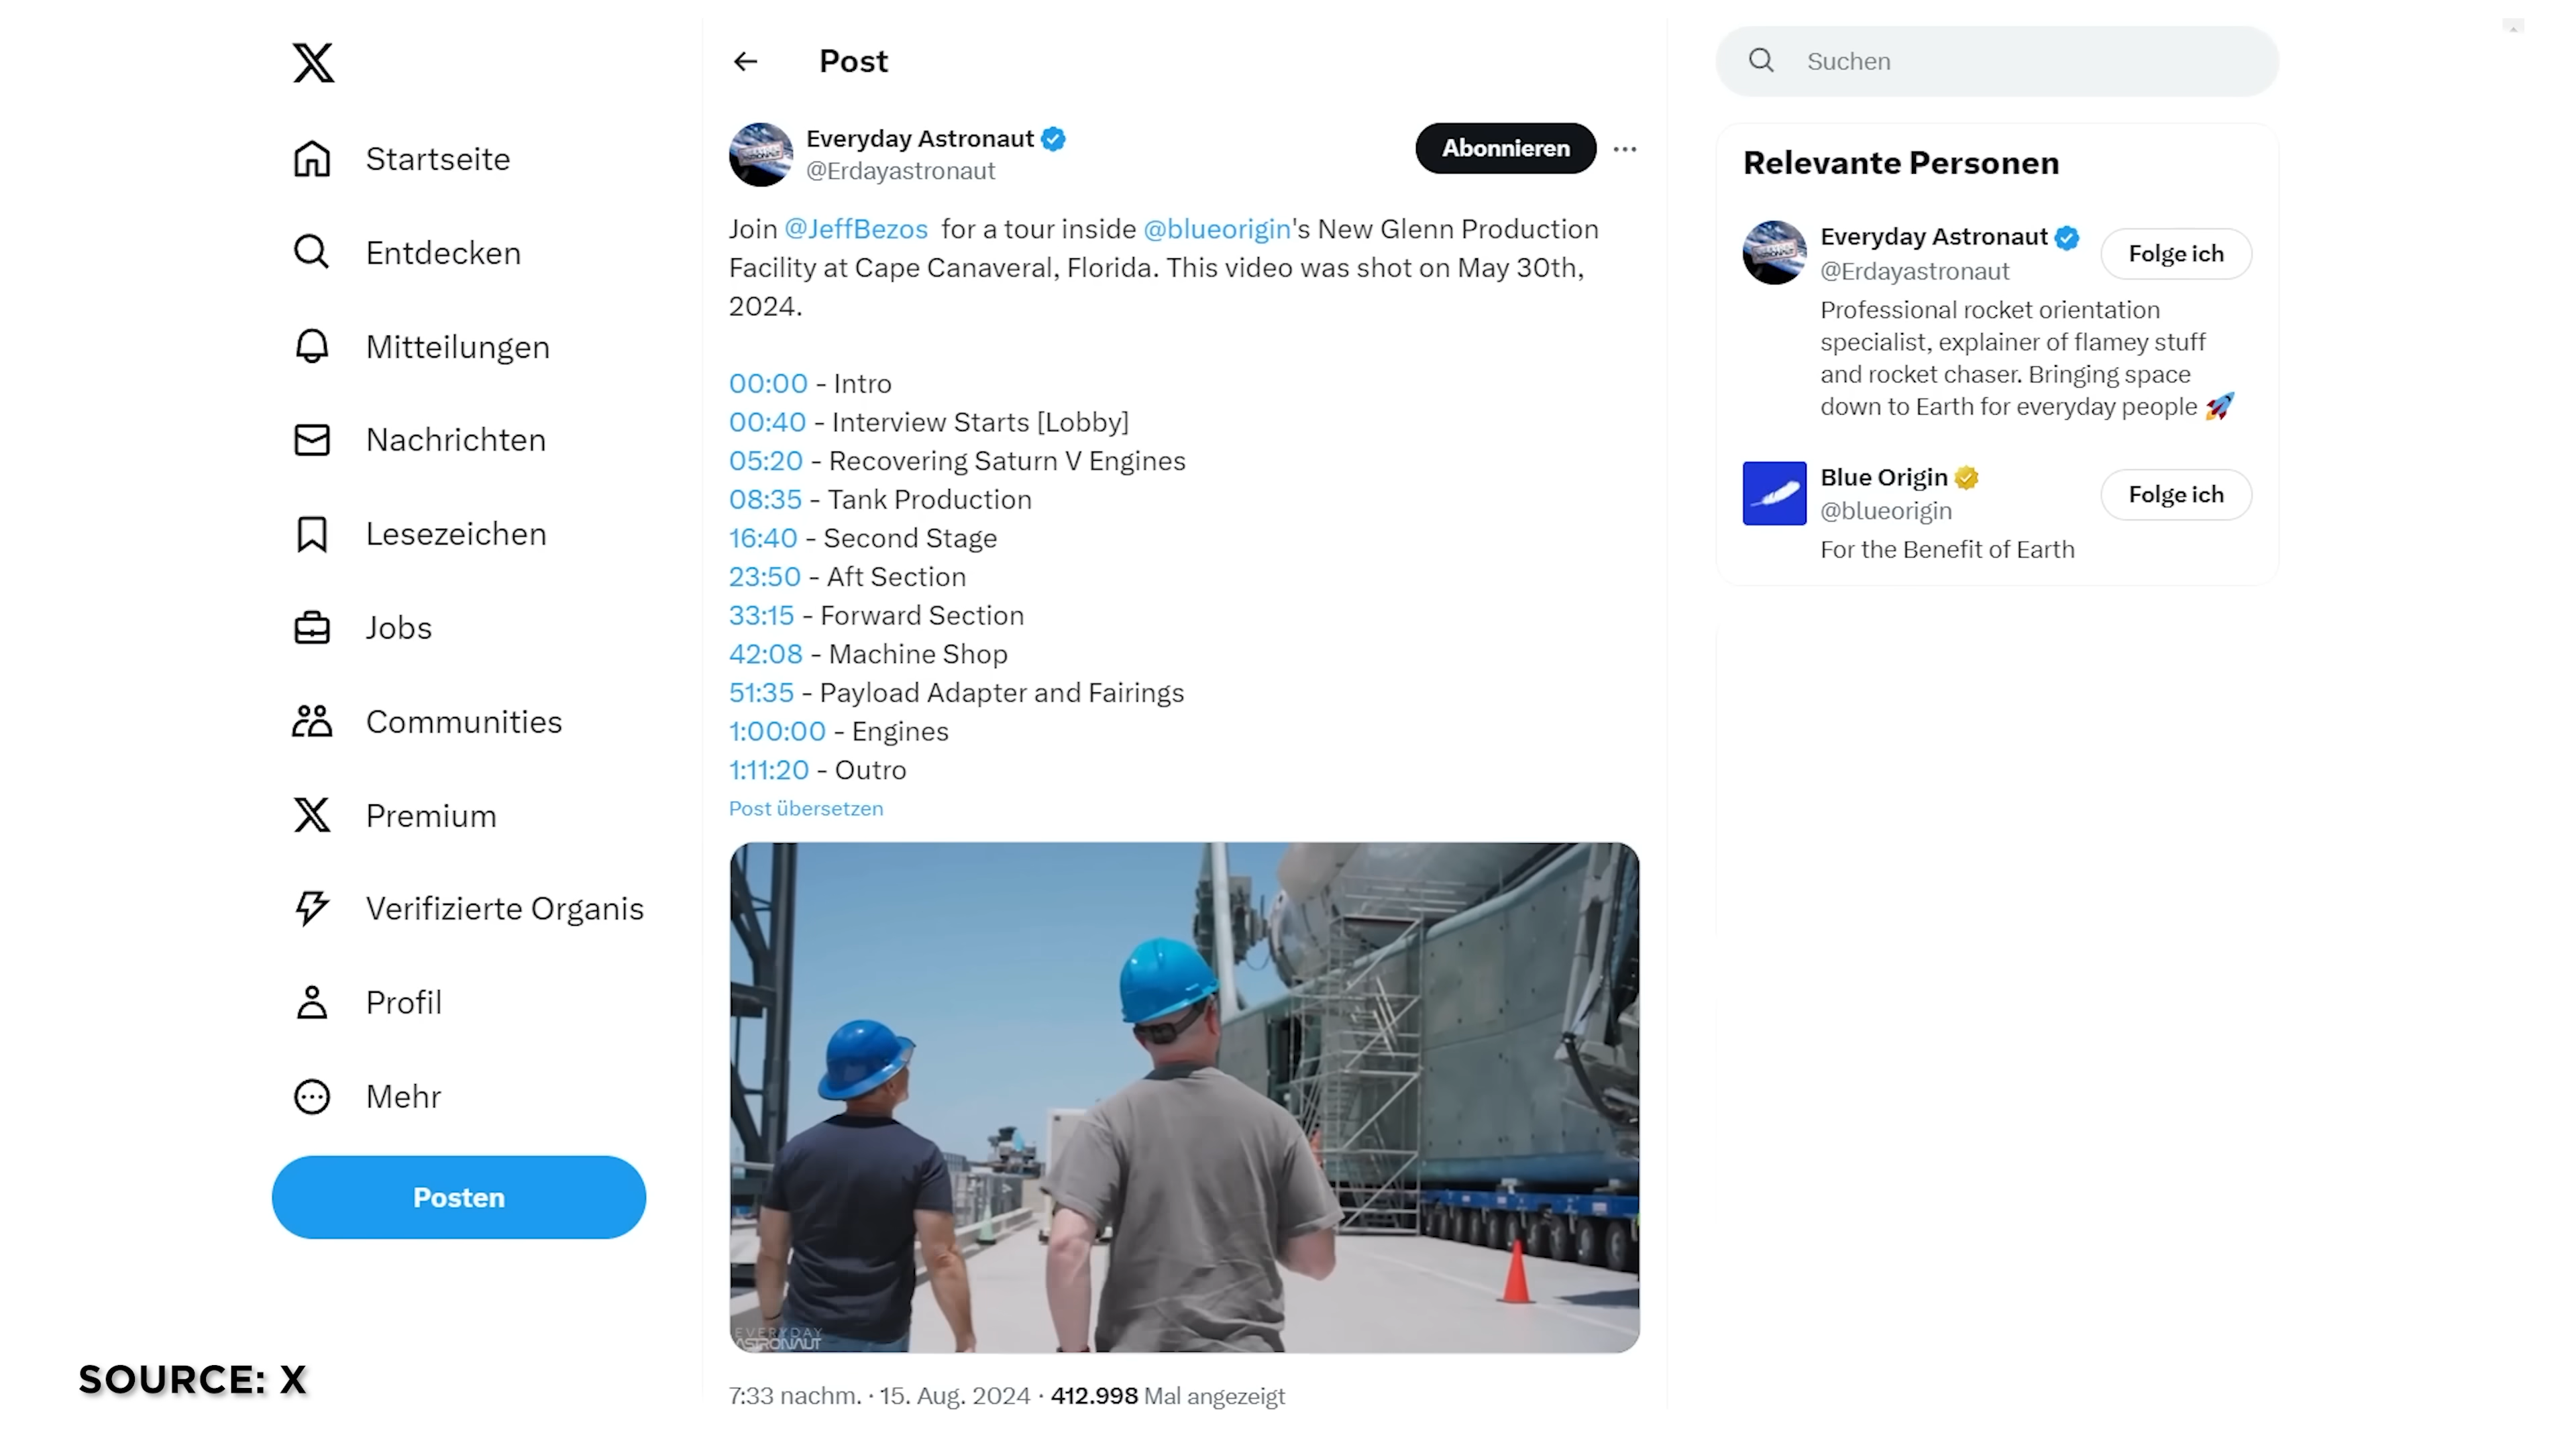 Startseite
Entdecken
Mitteilungen
Nachrichten
Lesezeichen
Jobs
Communities
Premium
Verifizierte Organis
Profil
Mehr
Posten
SOURCE: X
Post
Everyday Astronaut
@Erdayastronaut
Abonnieren
Join @JeffBezos for a tour inside @blueorigin's New Glenn Production
Facility at Cape Canaveral, Florida. This video was shot on May 30th,
2024.
00:00 - Intro
00:40 - Interview Starts [Lobby]
05:20 - Recovering Saturn V Engines
08:35 - Tank Production
16:40 - Second Stage
23:50 - Aft Section
33:15 - Forward Section
42:08 - Machine Shop
51:35 - Payload Adapter and Fairings
1:00:00 - Engines
1:11:20 - Outro
Post übersetzen
EVERYDAY
ASTRONAUT
7:33 nachm. · 15. Aug. 2024 · 412.998 Mal angezeigt
Suchen
Relevante Personen
Everyday Astronaut
@Erdayastronaut
Folge ich
Professional rocket orientation
specialist, explainer of flamey stuff
and rocket chaser. Bringing space
down to Earth for everyday people
Blue Origin
@blueorigin
Folge ich
For the Benefit of Earth